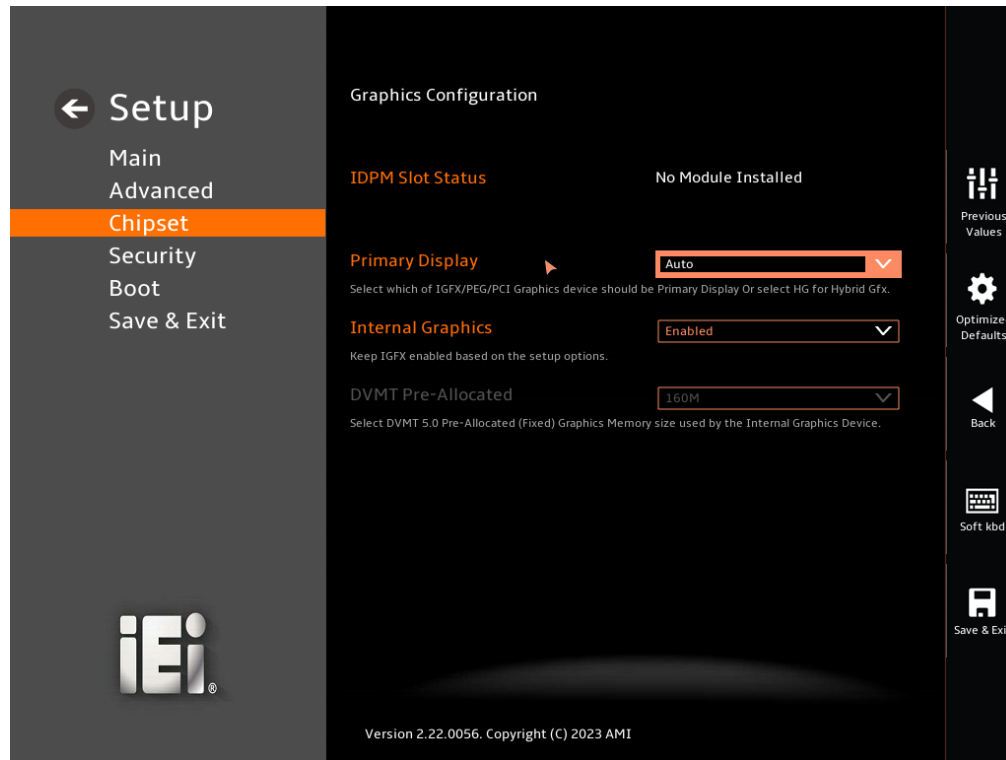 Setup
Main
Advanced
Chipset
Security
Boot
Save & Exit
iEi®
Graphics Configuration
IDPM Slot Status No Module Installed
Primary Display Auto
Select which of IGFX/PEG/PCI Graphics device should be Primary Display Or select HG for Hybrid Gfx.
Internal Graphics Enabled
Keep IGFX enabled based on the setup options.
DVMT Pre-Allocated 160M
Select DVMT 5.0 Pre-Allocated (Fixed) Graphics Memory size used by the Internal Graphics Device.
Version 2.22.0056. Copyright (C) 2023 AMI
Previous
Values
Optimize
Defaults
Back
Soft kbd
Save & Exi